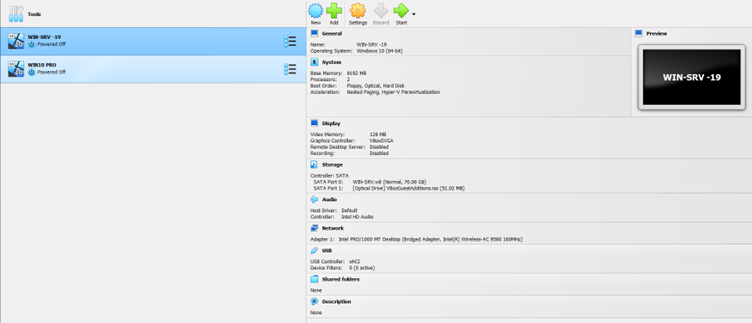 Tools
WIN-SRV -19
Powered Off
WIN10 PRO
Powered Off
New Add Settings Discard Start
General
Name: WIN-SRV -19
Operating System: Windows 10 (64-bit)
Preview
WIN-SRV -19
System
Base Memory: 8192 MB
Processors: 2
Boot Order: Floppy, Optical, Hard Disk
Acceleration: Nested Paging, Hyper-V Paravirtualization
Display
Video Memory: 128 MB
Graphics Controller: VBoxSVGA
Remote Desktop Server: Disabled
Recording: Disabled
Storage
Controller: SATA
SATA Port 0: WIN-SRV.vdi (Normal, 70.00 GB)
SATA Port 1: [Optical Drive] VBoxGuestAdditions.iso (51.02 MB)
Audio
Host Driver: Default
Controller: Intel HD Audio
Network
Adapter 1: Intel PRO/1000 MT Desktop (Bridged Adapter, Intel(R) Wireless-AC 9560 160MHz)
USB
USB Controller: xHCI
Device Filters: 0 (0 active)
Shared folders
None
Description
None